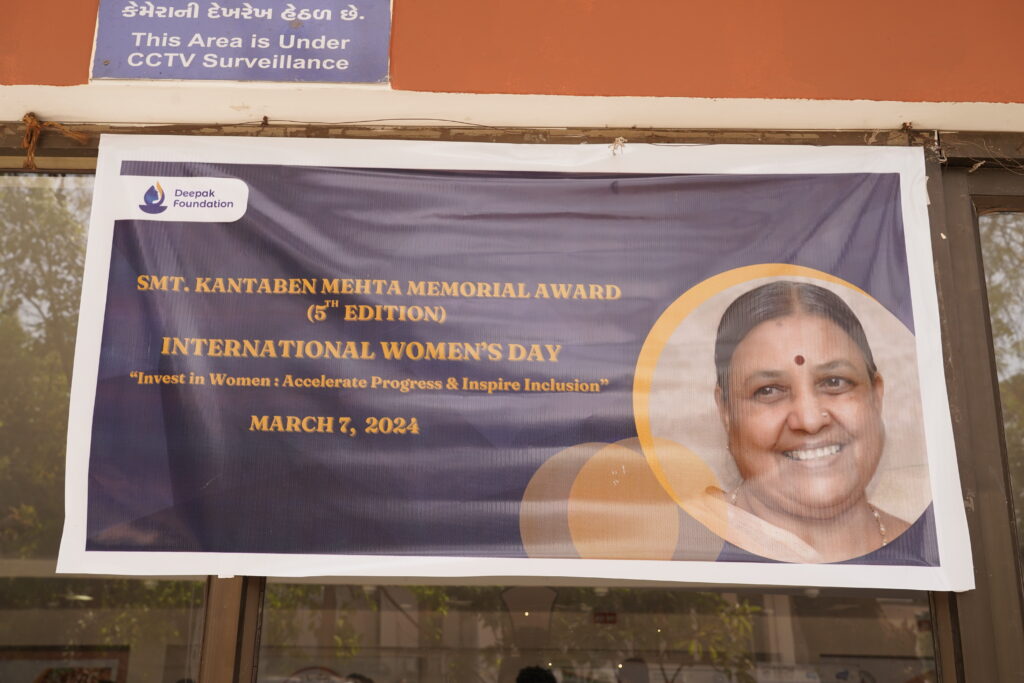 કેમેરાની દેખરેખ હેઠળ છે.
This Area is Under
CCTV Surveillance
Deepak
Foundation
SMT. KANTABEN MEHTA MEMORIAL AWARD
(5TH EDITION)
INTERNATIONAL WOMEN'S DAY
“Invest in Women : Accelerate Progress & Inspire Inclusion”
MARCH 7, 2024